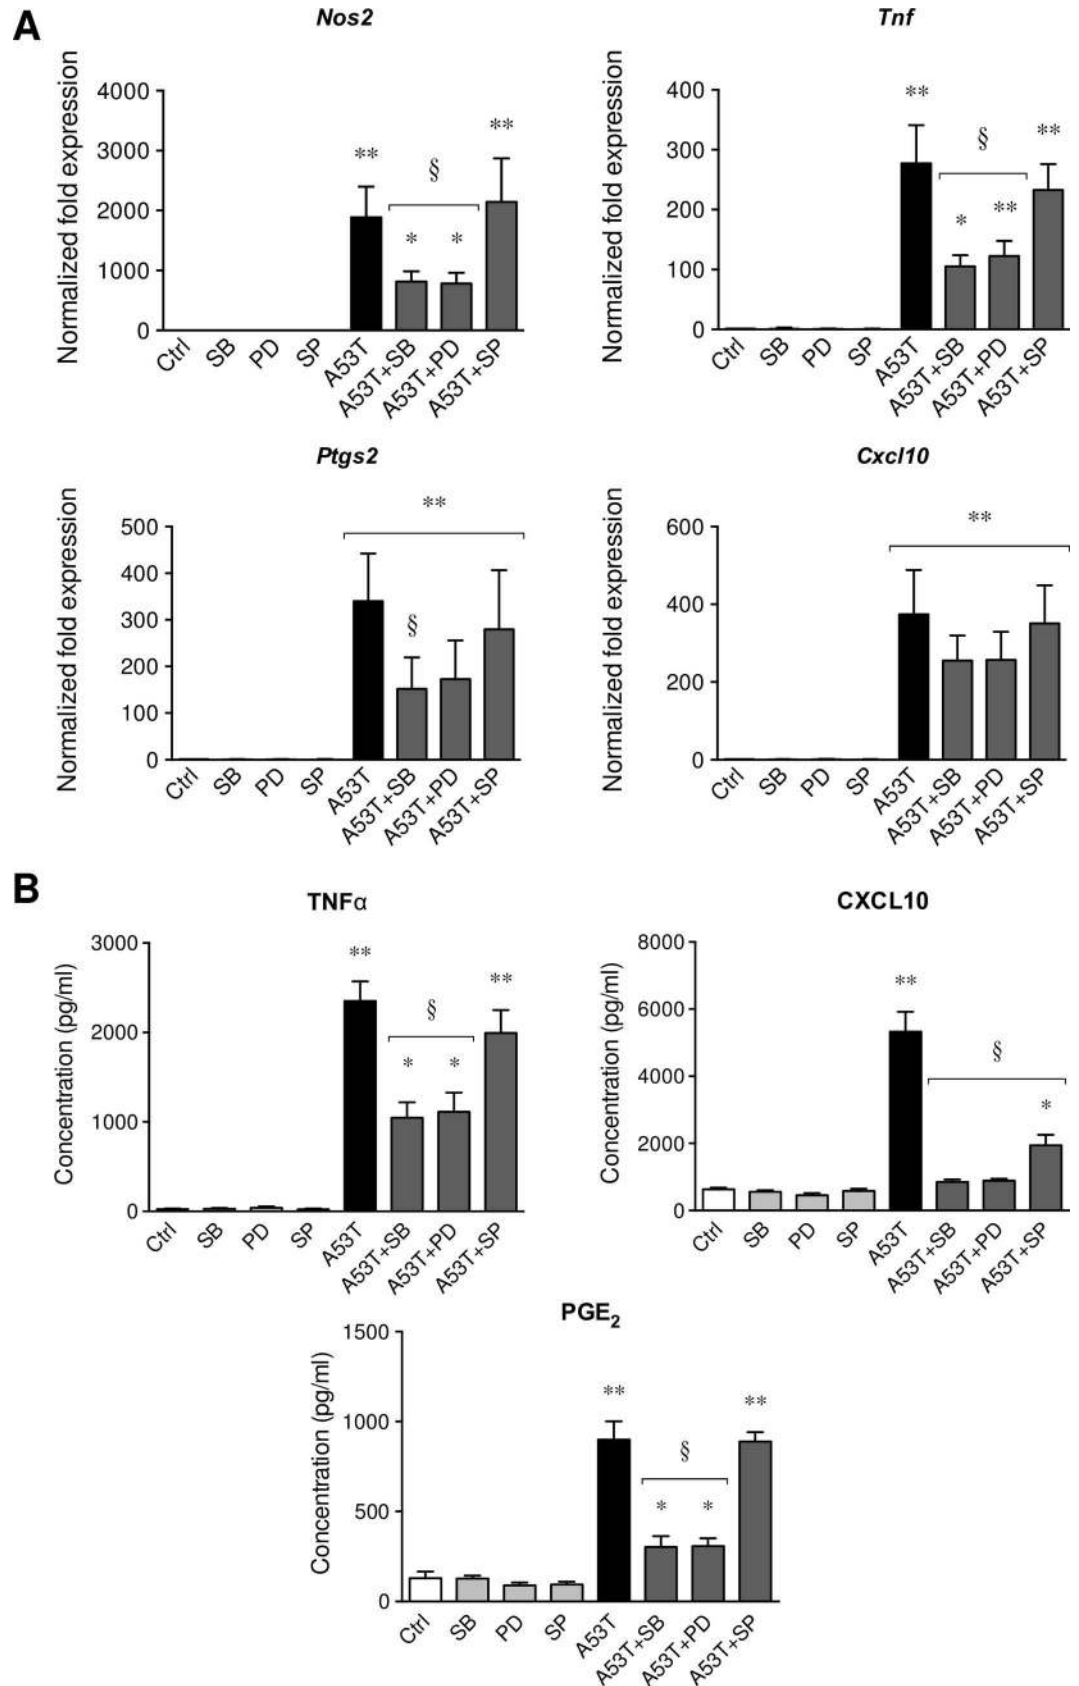 A
Nos2
Normalized fold expression
4000
3000
2000
1000
0
**
§
*
*
**
Ctrl
SB
PD
SP
A53T
A53T+SB
A53T+PD
A53T+SP
Tnf
Normalized fold expression
400
300
200
100
0
**
§
*
**
**
Ctrl
SB
PD
SP
A53T
A53T+SB
A53T+PD
A53T+SP
Ptgs2
Normalized fold expression
500
400
300
200
100
0
**
§
Ctrl
SB
PD
SP
A53T
A53T+SB
A53T+PD
A53T+SP
Cxcl10
Normalized fold expression
600
400
200
0
**
Ctrl
SB
PD
SP
A53T
A53T+SB
A53T+PD
A53T+SP
B
TNFα
Concentration (pg/ml)
3000
2000
1000
0
**
§
*
*
**
Ctrl
SB
PD
SP
A53T
A53T+SB
A53T+PD
A53T+SP
CXCL10
Concentration (pg/ml)
8000
6000
4000
2000
0
**
§
*
Ctrl
SB
PD
SP
A53T
A53T+SB
A53T+PD
A53T+SP
PGE2
Concentration (pg/ml)
1500
1000
500
0
**
§
*
*
**
Ctrl
SB
PD
SP
A53T
A53T+SB
A53T+PD
A53T+SP